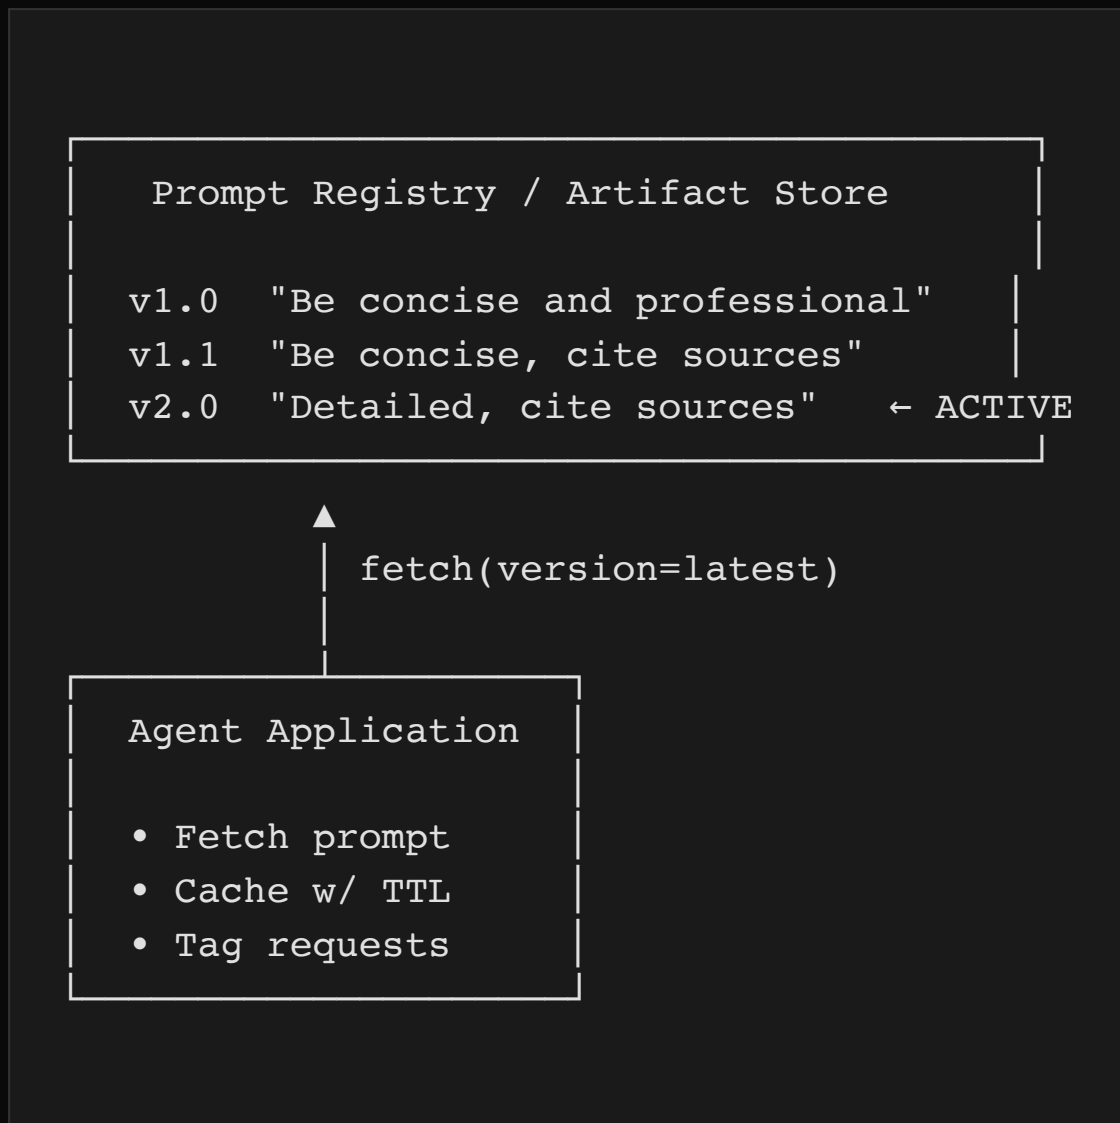 Prompt Registry / Artifact Store
v1.0 "Be concise and professional"
v1.1 "Be concise, cite sources"
v2.0 "Detailed, cite sources" ← ACTIVE
fetch(version=latest)
Agent Application
• Fetch prompt
• Cache w/ TTL
• Tag requests